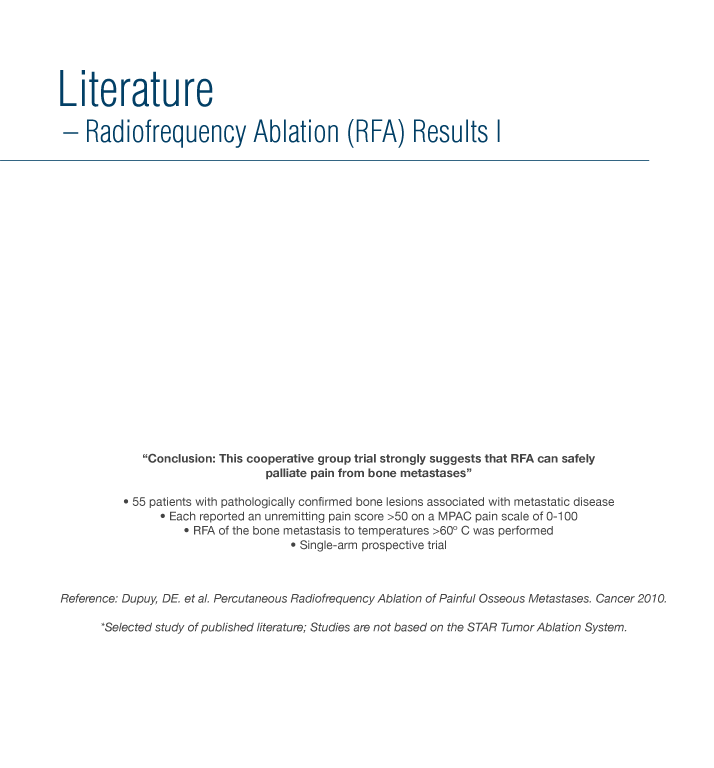 Literature
– Radiofrequency Ablation (RFA) Results I
“Conclusion: This cooperative group trial strongly suggests that RFA can safely
palliate pain from bone metastases”
• 55 patients with pathologically confirmed bone lesions associated with metastatic disease
• Each reported an unremitting pain score >50 on a MPAC pain scale of 0-100
• RFA of the bone metastasis to temperatures >60º C was performed
• Single-arm prospective trial
Reference: Dupuy, DE. et al. Percutaneous Radiofrequency Ablation of Painful Osseous Metastases. Cancer 2010.
*Selected study of published literature; Studies are not based on the STAR Tumor Ablation System.